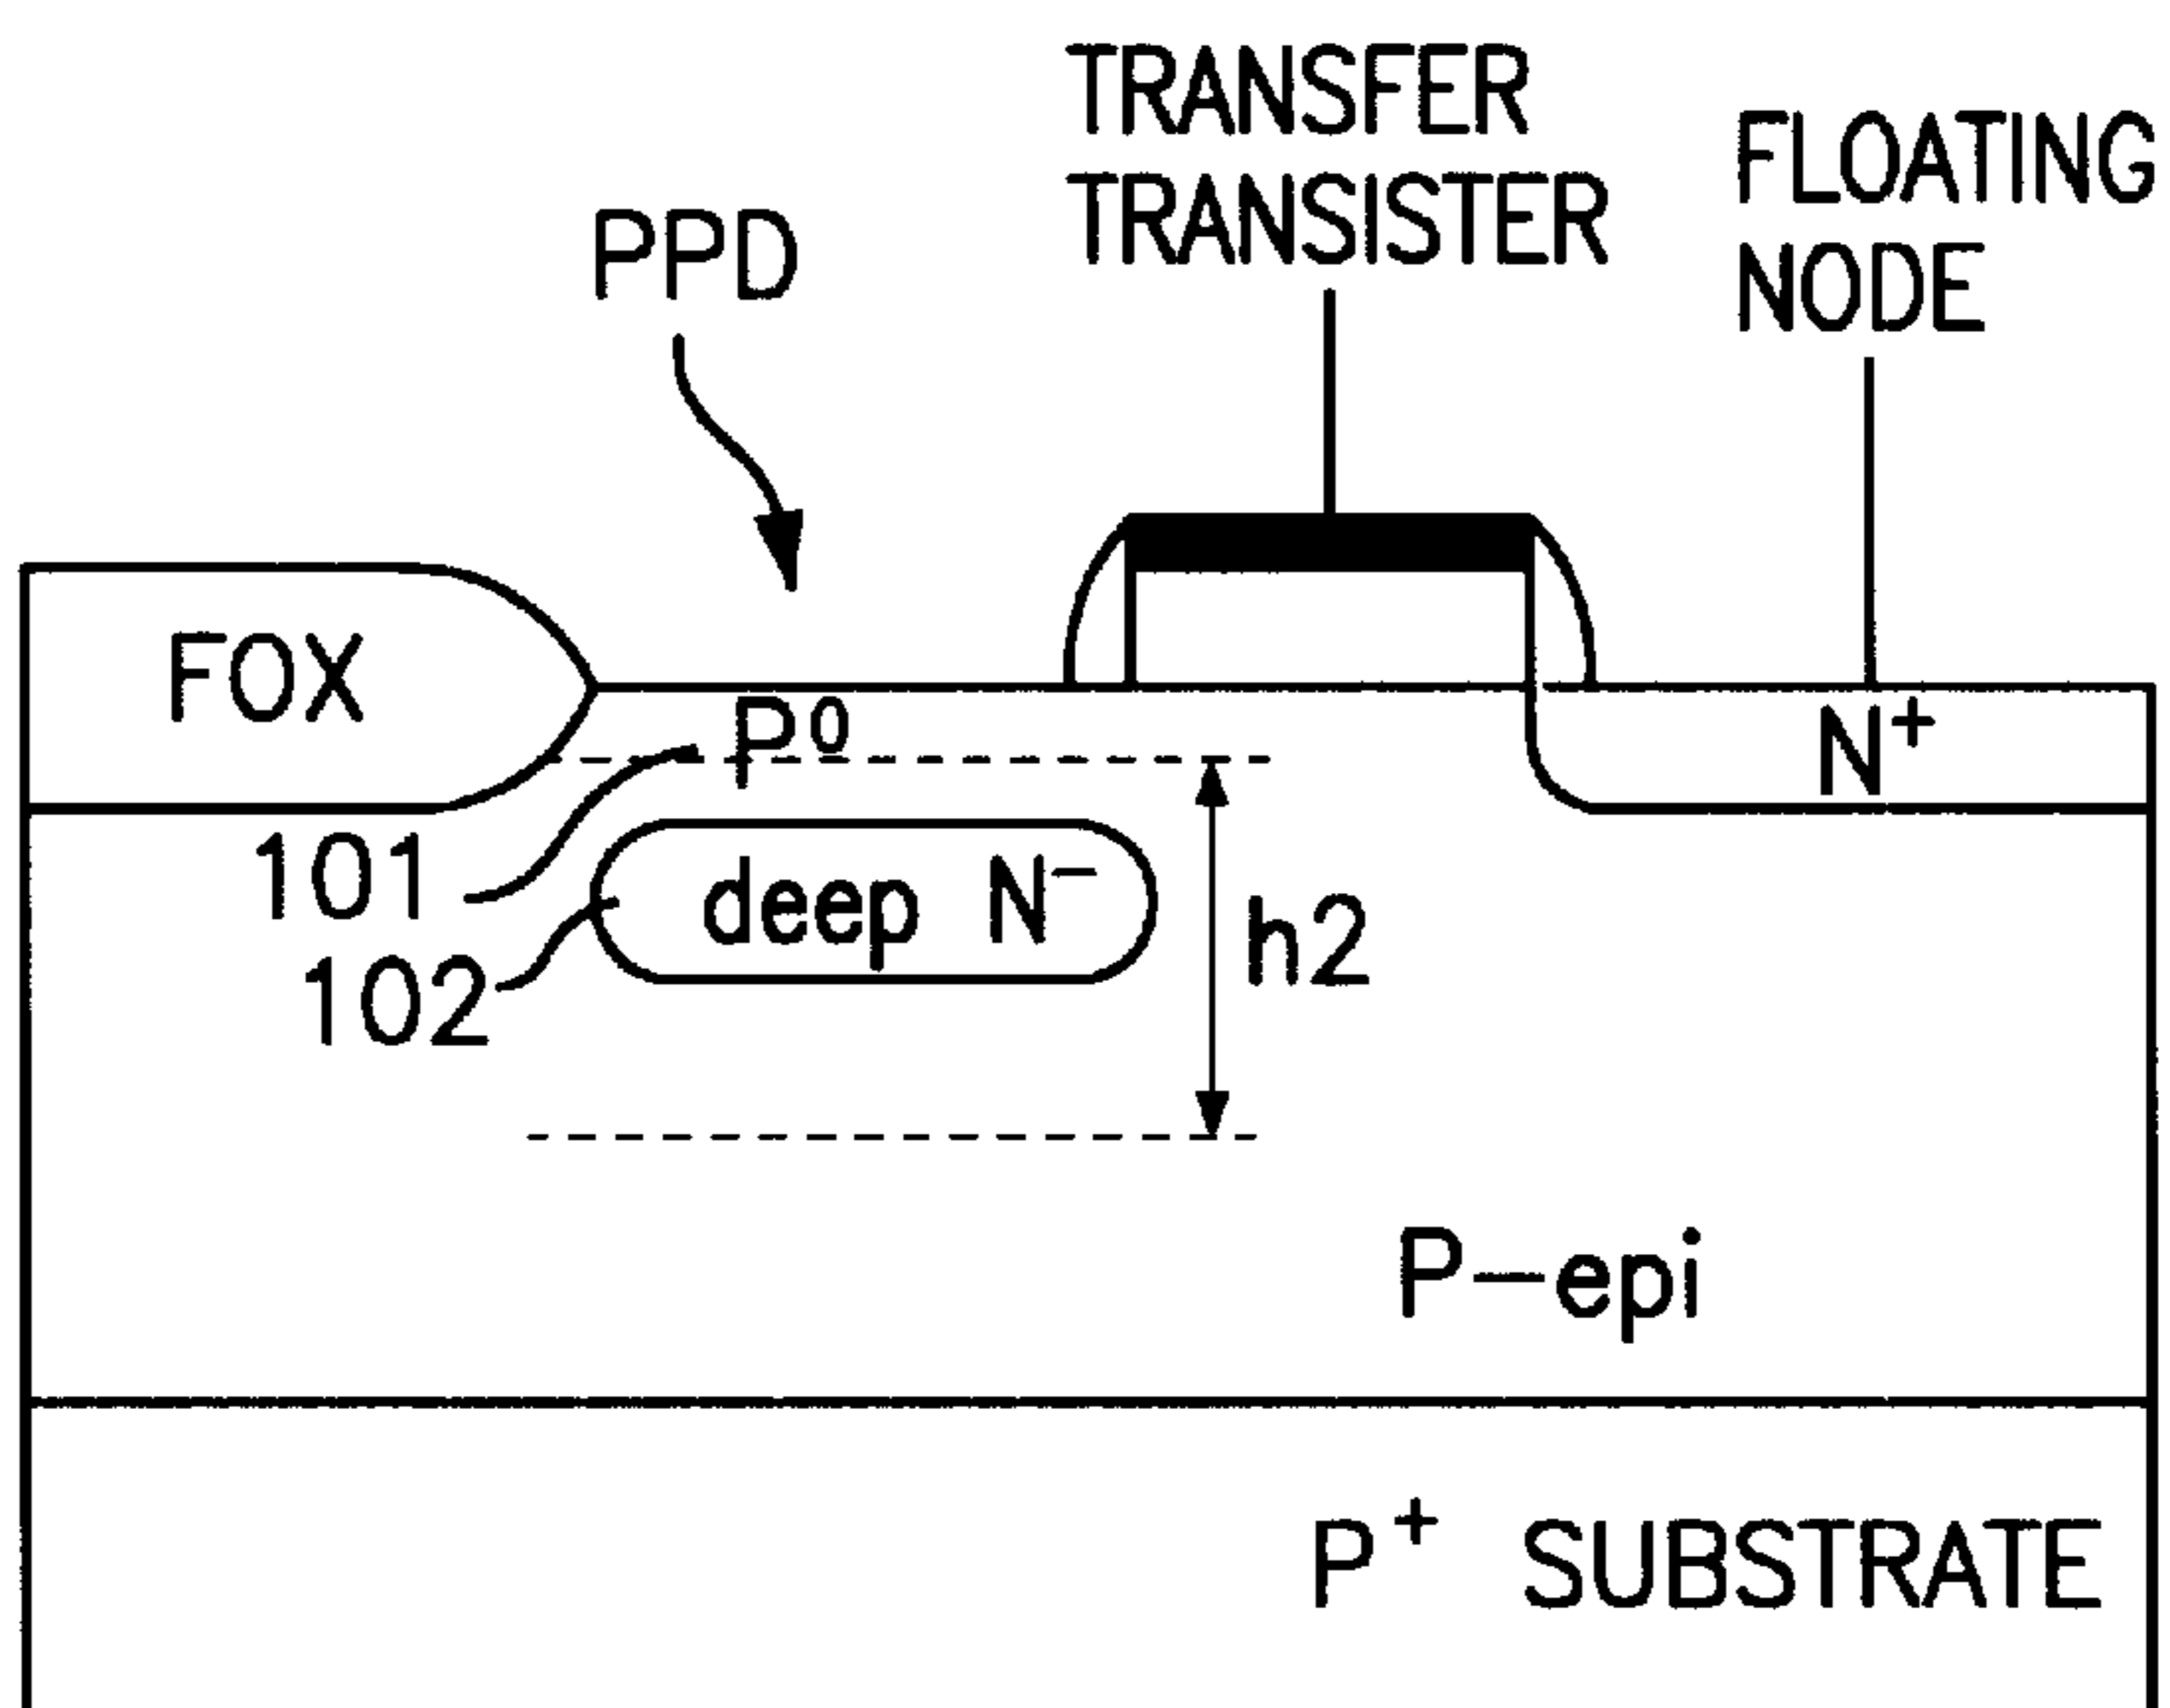 TRANSFER
TRANSISTER
FLOATING
NODE
PPD
FOX
P⁰
N⁺
101
deep N⁻
102
h2
P-epi
P⁺ SUBSTRATE